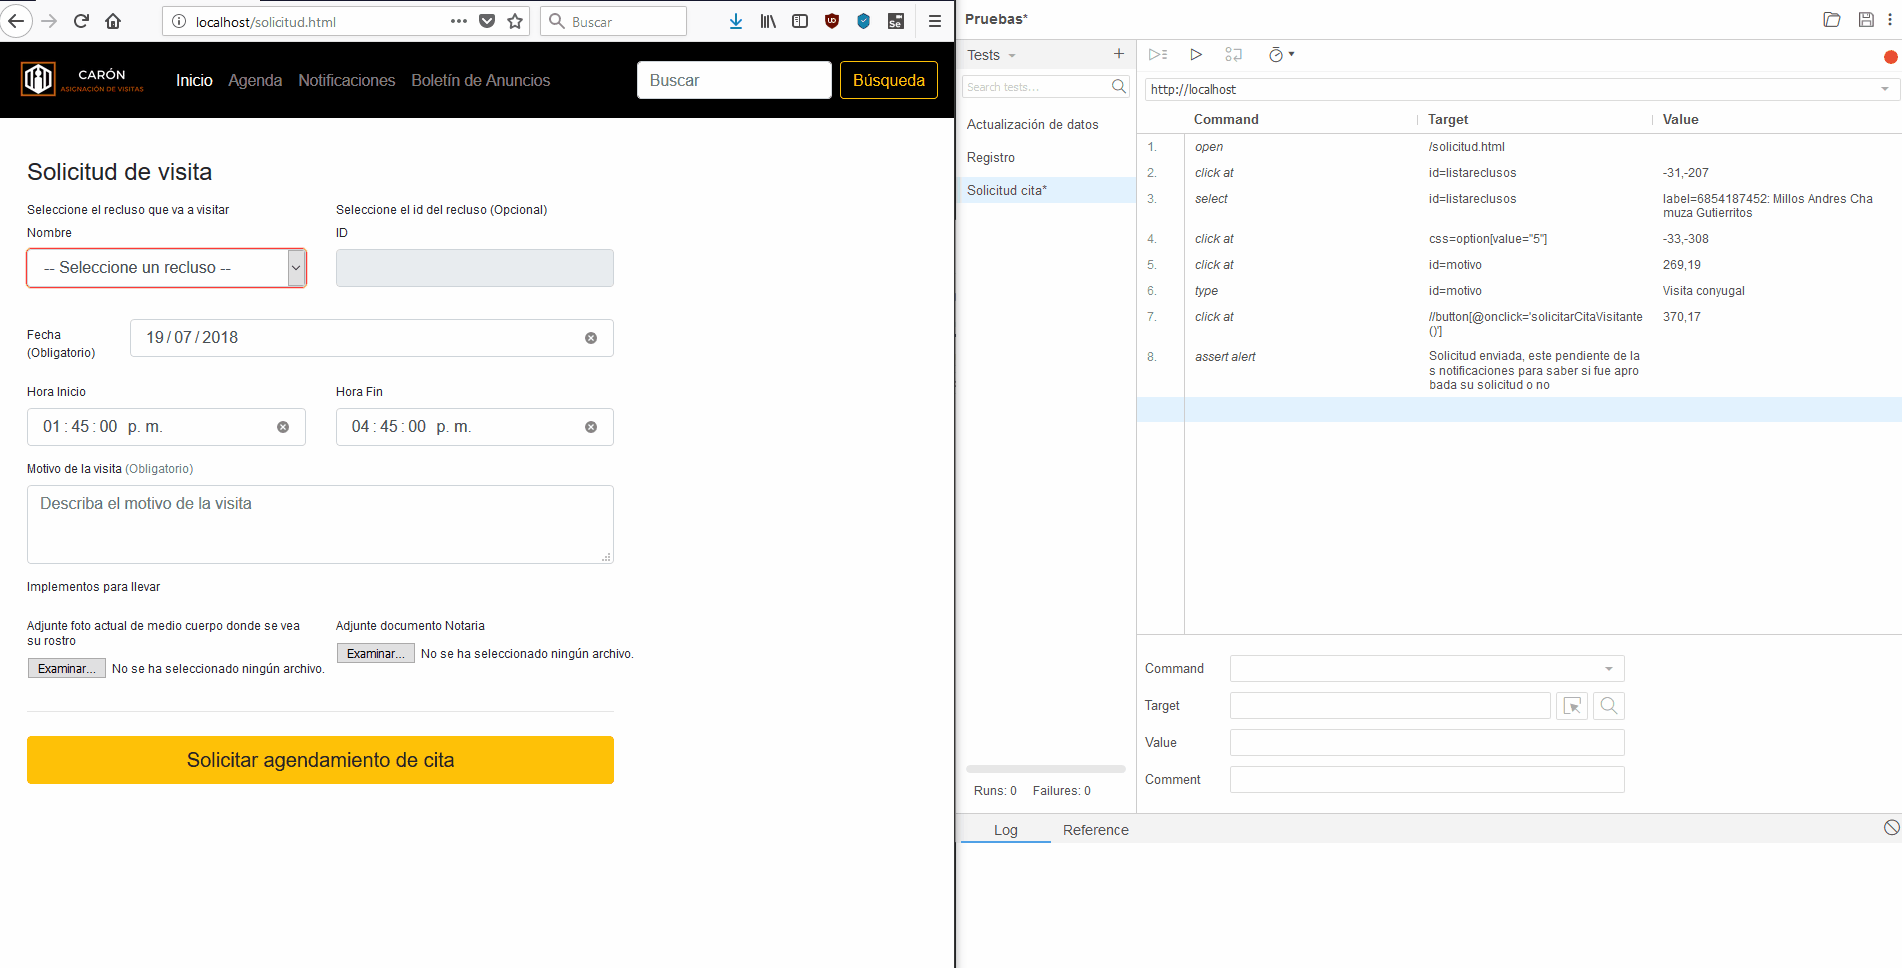 localhost/solicitud.html
Buscar
CARÓN
ASIGNACIÓN DE VISITAS
Inicio
Agenda
Notificaciones
Boletín de Anuncios
Buscar
Búsqueda
Solicitud de visita
Seleccione el recluso que va a visitar
Seleccione el id del recluso (Opcional)
Nombre
ID
-- Seleccione un recluso --
Fecha
(Obligatorio)
19 / 07 / 2018
Hora Inicio
Hora Fin
01 : 45 : 00 p. m.
04 : 45 : 00 p. m.
Motivo de la visita (Obligatorio)
Describa el motivo de la visita
Implementos para llevar
Adjunte foto actual de medio cuerpo donde se vea
su rostro
Examinar... No se ha seleccionado ningún archivo.
Adjunte documento Notaria
Examinar... No se ha seleccionado ningún archivo.
Solicitar agendamiento de cita
Pruebas*
Tests
+
Search tests...
Actualización de datos
Registro
Solicitud cita*
Runs: 0 Failures: 0
http://localhost
Command Target Value
1. open /solicitud.html
2. click at id=listareclusos -31,-207
3. select id=listareclusos label=6854187452: Millos Andres Cha
muza Gutierritos
4. click at css=option[value="5"] -33,-308
5. click at id=motivo 269,19
6. type id=motivo Visita conyugal
7. click at //button[@onclick='solicitarCitaVisitante 370,17
()']
8. assert alert Solicitud enviada, este pendiente de la
s notificaciones para saber si fue apro
bada su solicitud o no
Command
Target
Value
Comment
Log
Reference